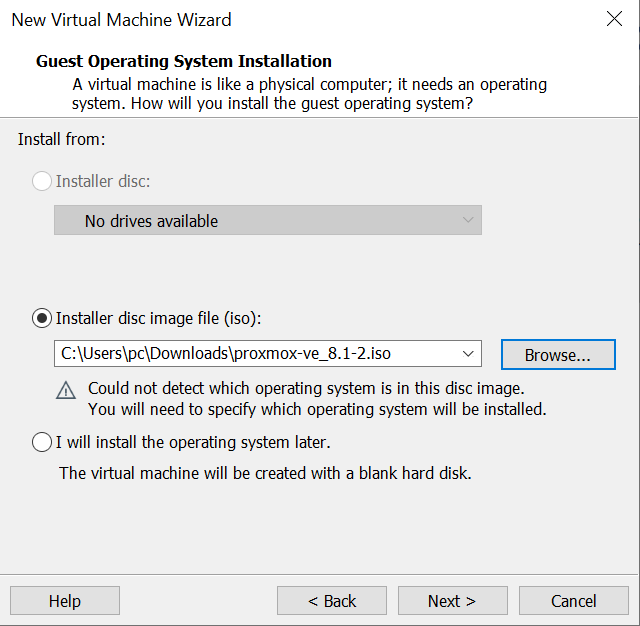 New Virtual Machine Wizard
Guest Operating System Installation
A virtual machine is like a physical computer; it needs an operating
system. How will you install the guest operating system?
Install from:
Installer disc:
No drives available
Installer disc image file (iso):
C:\Users\pc\Downloads\proxmox-ve_8.1-2.iso
Browse...
Could not detect which operating system is in this disc image.
You will need to specify which operating system will be installed.
I will install the operating system later.
The virtual machine will be created with a blank hard disk.
Help
< Back
Next >
Cancel